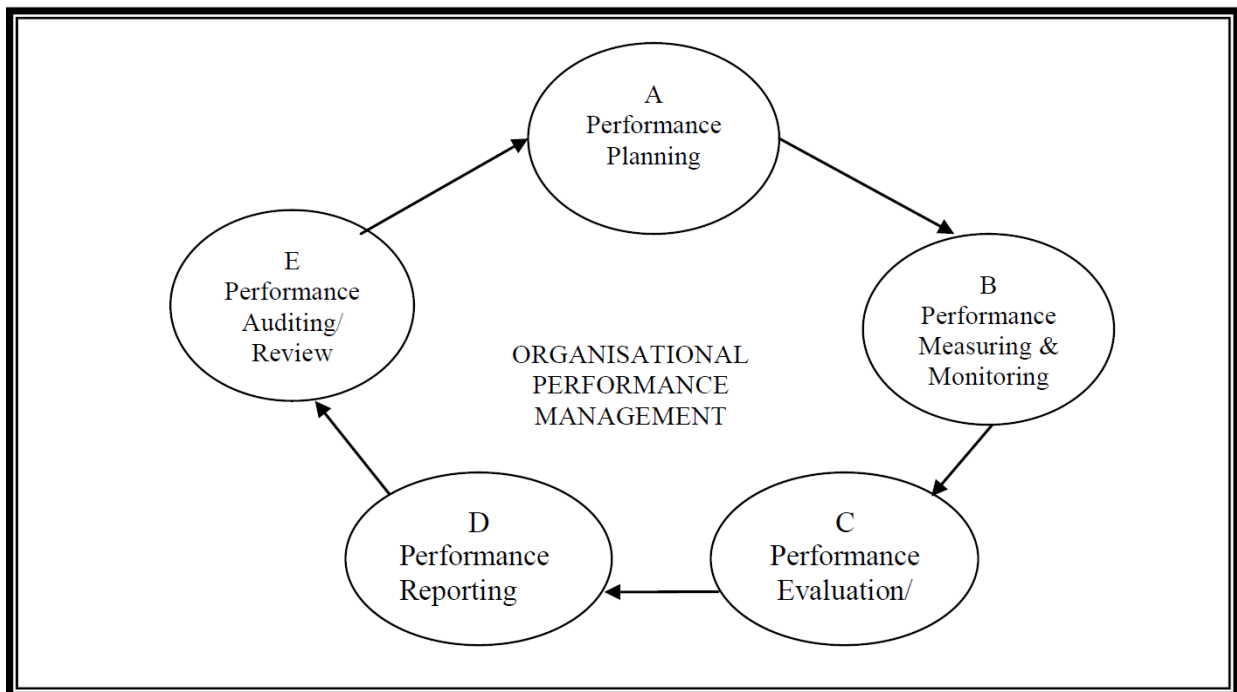 A
Performance
Planning
B
Performance
Measuring &
Monitoring
C
Performance
Evaluation/
D
Performance
Reporting
E
Performance
Auditing/
Review
ORGANISATIONAL
PERFORMANCE
MANAGEMENT